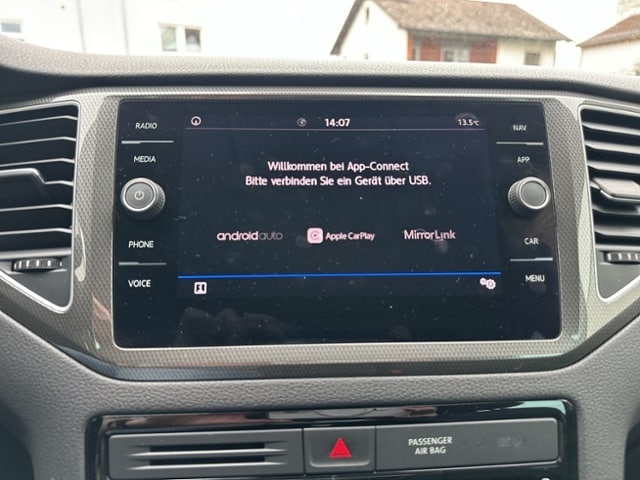 RADIO
14:07
13.5°C
NAV
MEDIA
Willkommen bei App-Connect
Bitte verbinden Sie ein Gerät über USB.
APP
PHONE
androidauto
Apple CarPlay
MirrorLink
CAR
VOICE
MENU
PASSENGER
AIR BAG